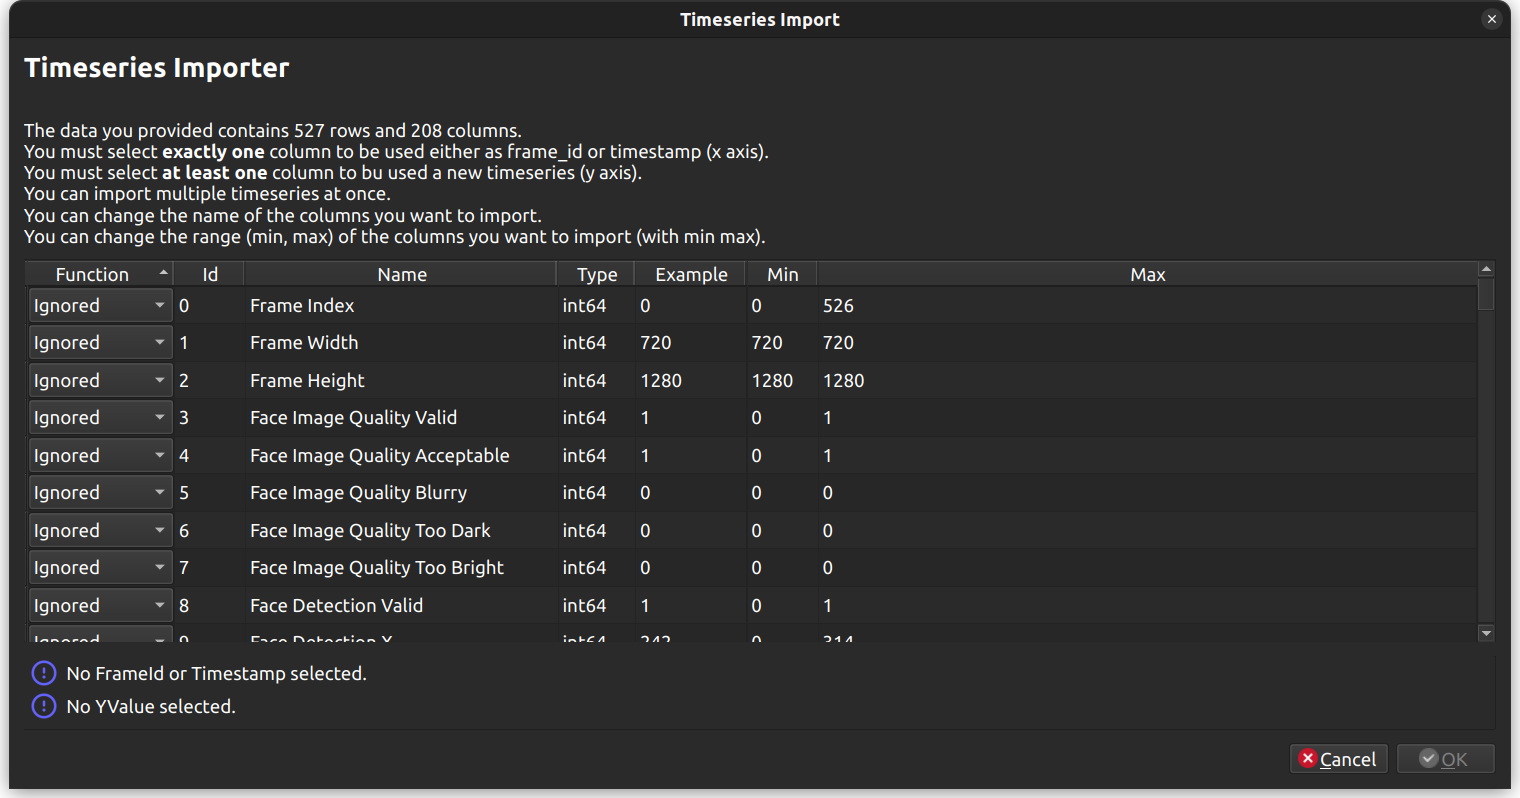 Timeseries Import
Timeseries Importer
The data you provided contains 527 rows and 208 columns.
You must select exactly one column to be used either as frame_id or timestamp (x axis).
You must select at least one column to bu used a new timeseries (y axis).
You can import multiple timeseries at once.
You can change the name of the columns you want to import.
You can change the range (min, max) of the columns you want to import (with min max).
Function Id Name Type Example Min Max
Ignored 0 Frame Index int64 0 0 526
Ignored 1 Frame Width int64 720 720 720
Ignored 2 Frame Height int64 1280 1280 1280
Ignored 3 Face Image Quality Valid int64 1 0 1
Ignored 4 Face Image Quality Acceptable int64 1 0 1
Ignored 5 Face Image Quality Blurry int64 0 0 0
Ignored 6 Face Image Quality Too Dark int64 0 0 0
Ignored 7 Face Image Quality Too Bright int64 0 0 0
Ignored 8 Face Detection Valid int64 1 0 1
Ignored 9 Face Detection X int64 242 0 314
No FrameId or Timestamp selected.
No YValue selected.
Cancel OK